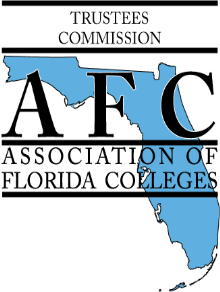 TRUSTEES
COMMISSION
AFC
ASSOCIATION OF
FLORIDA COLLEGES